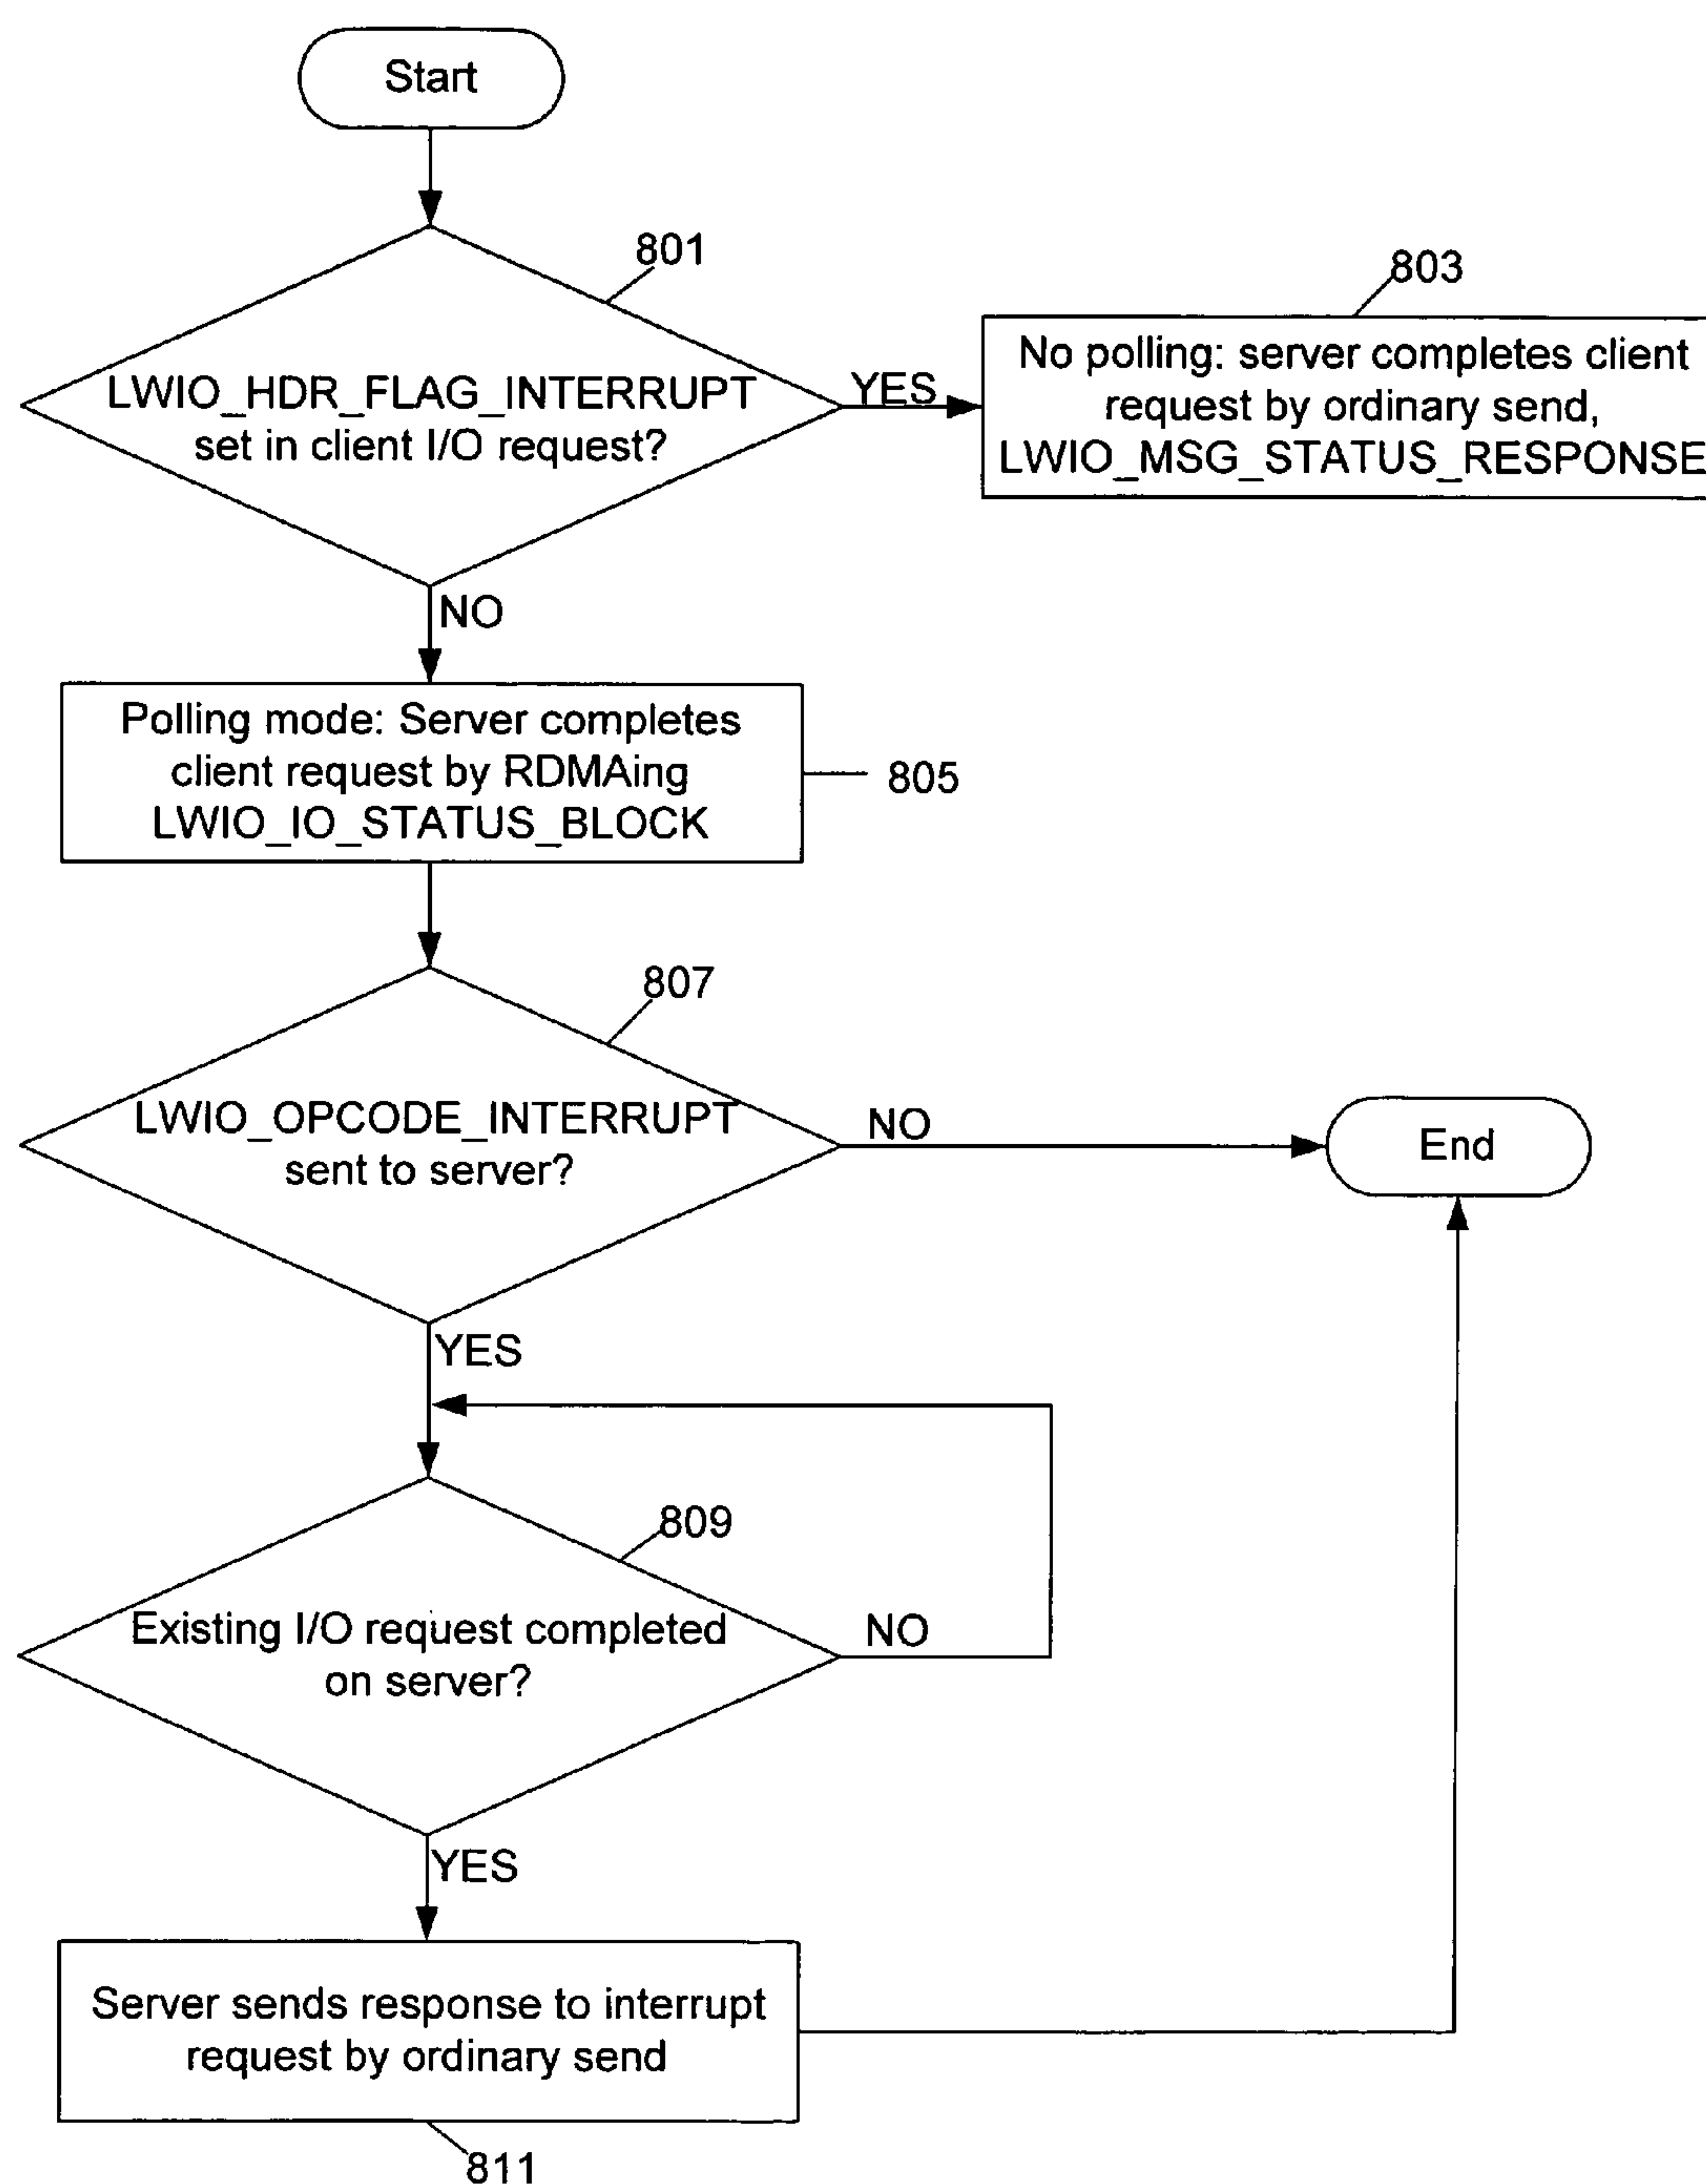 Start
801
LWIO_HDR_FLAG_INTERRUPT
set in client I/O request?
YES
803
No polling: server completes client
request by ordinary send,
LWIO_MSG_STATUS_RESPONSE
NO
Polling mode: Server completes
client request by RDMAing
LWIO_IO_STATUS_BLOCK
805
807
LWIO_OPCODE_INTERRUPT
sent to server?
NO
End
YES
809
Existing I/O request completed
on server?
NO
YES
Server sends response to interrupt
request by ordinary send
811